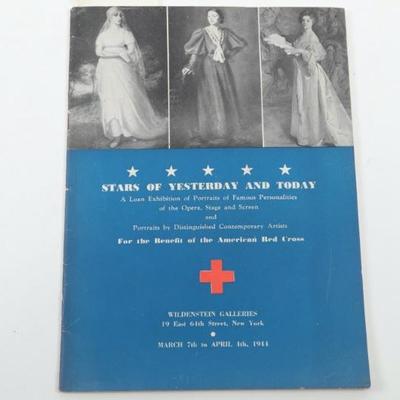 STARS OF YESTERDAY AND TODAY
A Loan Exhibition of Portraits of Famous Personalities
of the Opera, Stage and Screen
and
Portraits by Distinguished Contemporary Artists
For the Benefit of the American Red Cross
WILDENSTEIN GALLERIES
19 East 64th Street, New York
MARCH 7th to APRIL 4th, 1944